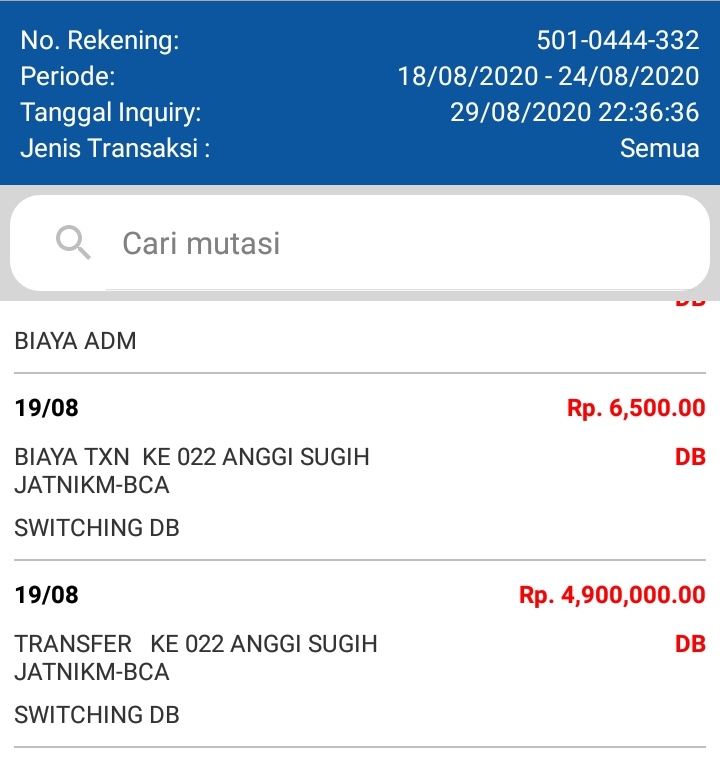 No. Rekening: 501-0444-332
Periode: 18/08/2020 - 24/08/2020
Tanggal Inquiry: 29/08/2020 22:36:36
Jenis Transaksi : Semua
Cari mutasi
DB
BIAYA ADM
19/08 Rp. 6,500.00
BIAYA TXN KE 022 ANGGI SUGIH DB
JATNIKM-BCA
SWITCHING DB
19/08 Rp. 4,900,000.00
TRANSFER KE 022 ANGGI SUGIH DB
JATNIKM-BCA
SWITCHING DB